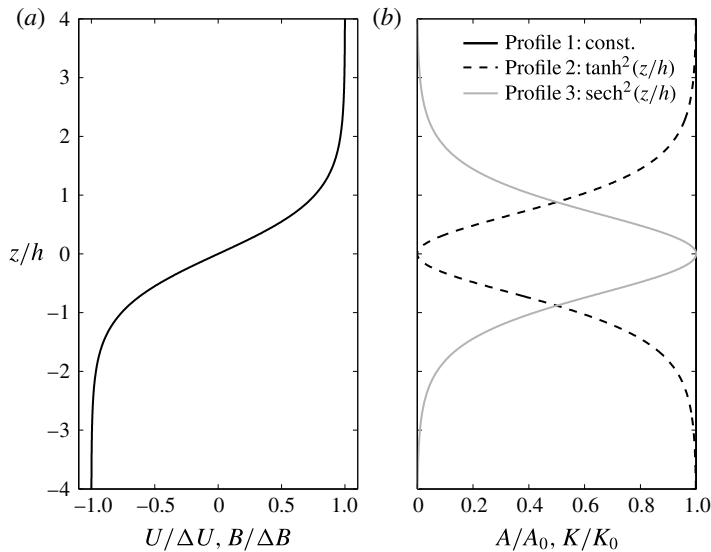 (a)
4
3
2
1
z/h 0
−1
−2
−3
−4
−1.0 −0.5 0 0.5 1.0
U/ΔU, B/ΔB
(b)
Profile 1: const.
Profile 2: tanh²(z/h)
Profile 3: sech²(z/h)
0 0.2 0.4 0.6 0.8 1.0
A/A₀, K/K₀